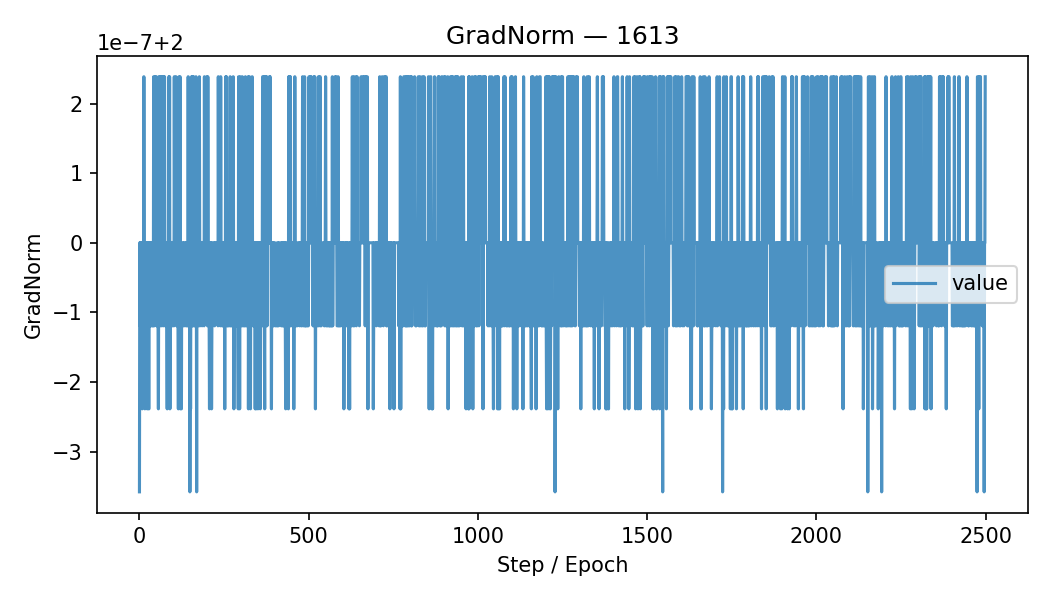 GradNorm — 1613
1e−7+2
2
1
0
−1
−2
−3
GradNorm
value
0 500 1000 1500 2000 2500
Step / Epoch